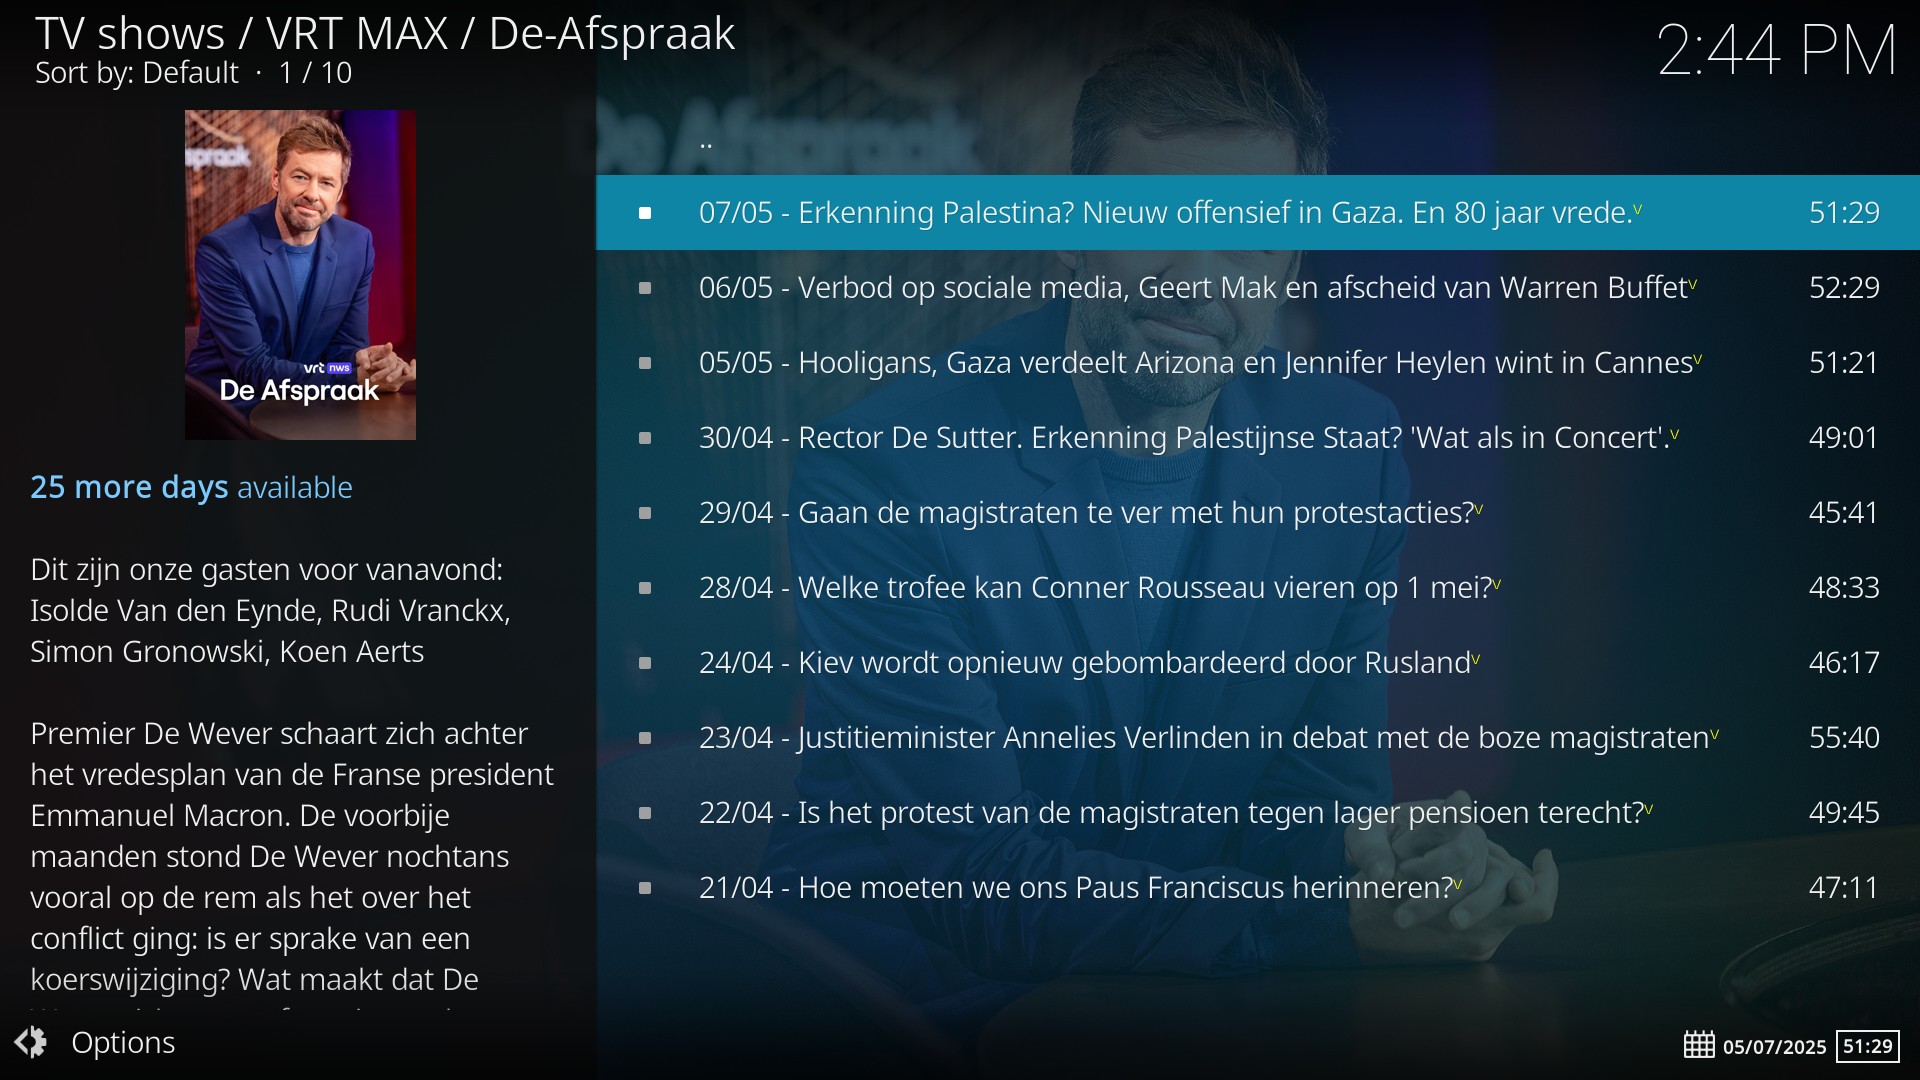 TV shows / VRT MAX / De-Afspraak
Sort by: Default · 1 / 10
2:44 PM
spraak
vrt nws
De Afspraak
25 more days available
Dit zijn onze gasten voor vanavond:
Isolde Van den Eynde, Rudi Vranckx,
Simon Gronowski, Koen Aerts
Premier De Wever schaart zich achter
het vredesplan van de Franse president
Emmanuel Macron. De voorbije
maanden stond De Wever nochtans
vooral op de rem als het over het
conflict ging: is er sprake van een
koerswijziging? Wat maakt dat De
De Afspraak
..
07/05 - Erkenning Palestina? Nieuw offensief in Gaza. En 80 jaar vrede.v 51:29
06/05 - Verbod op sociale media, Geert Mak en afscheid van Warren Buffetv 52:29
05/05 - Hooligans, Gaza verdeelt Arizona en Jennifer Heylen wint in Cannesv 51:21
30/04 - Rector De Sutter. Erkenning Palestijnse Staat? 'Wat als in Concert'.v 49:01
29/04 - Gaan de magistraten te ver met hun protestacties?v 45:41
28/04 - Welke trofee kan Conner Rousseau vieren op 1 mei?v 48:33
24/04 - Kiev wordt opnieuw gebombardeerd door Ruslandv 46:17
23/04 - Justitieminister Annelies Verlinden in debat met de boze magistratenv 55:40
22/04 - Is het protest van de magistraten tegen lager pensioen terecht?v 49:45
21/04 - Hoe moeten we ons Paus Franciscus herinneren?v 47:11
Options
05/07/2025 51:29